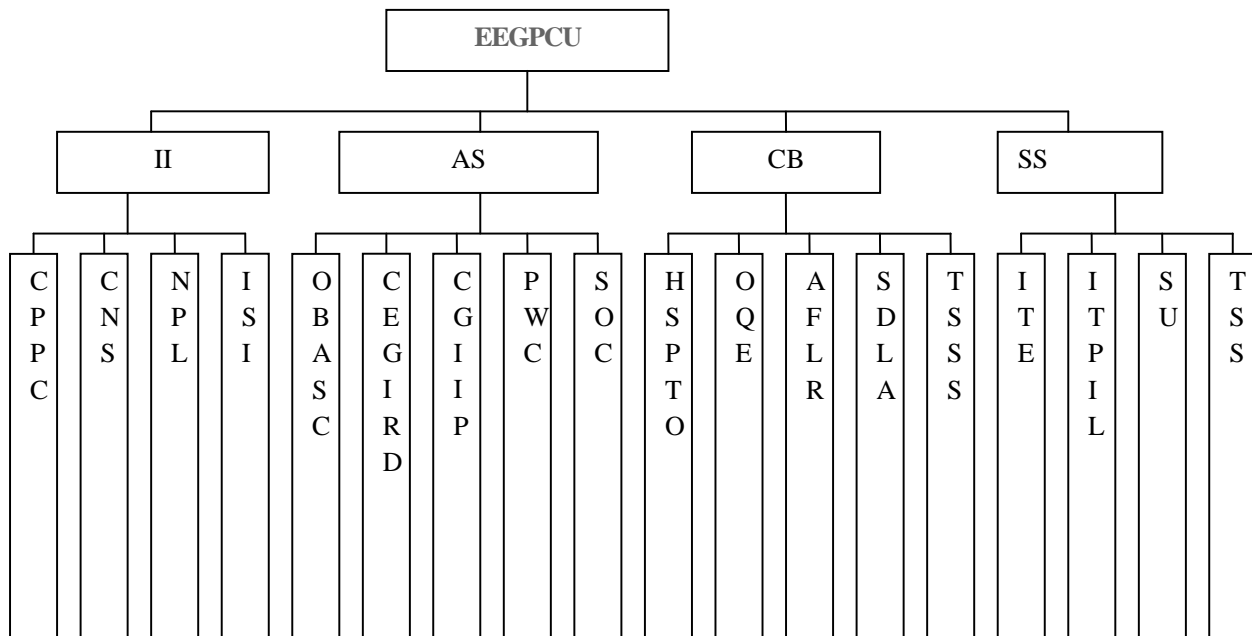 EEGPCU
II
AS
CB
SS
CPPC
CNS
NPL
ISI
OBASC
CEGIRD
CGIIP
PWC
SOC
HSPTO
OQE
AFLR
SDLA
TSSS
ITE
ITPIL
SU
TSS